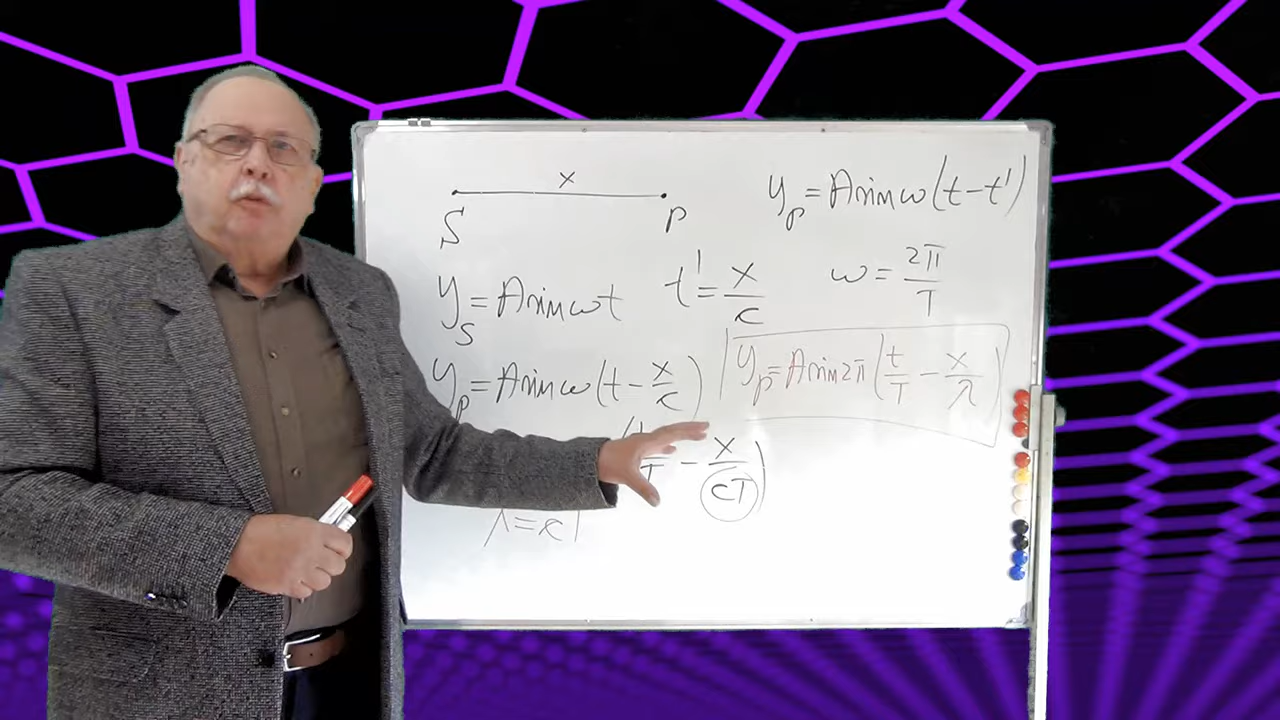 x
S P
y_P = A sin ω(t - t')
y_S = A sin ωt
t' = x/c
ω = 2π/T
y_P = A sin ω(t - x/c)
y_P = A sin 2π(t/T - x/λ)
T - x/cT)
λ = cT